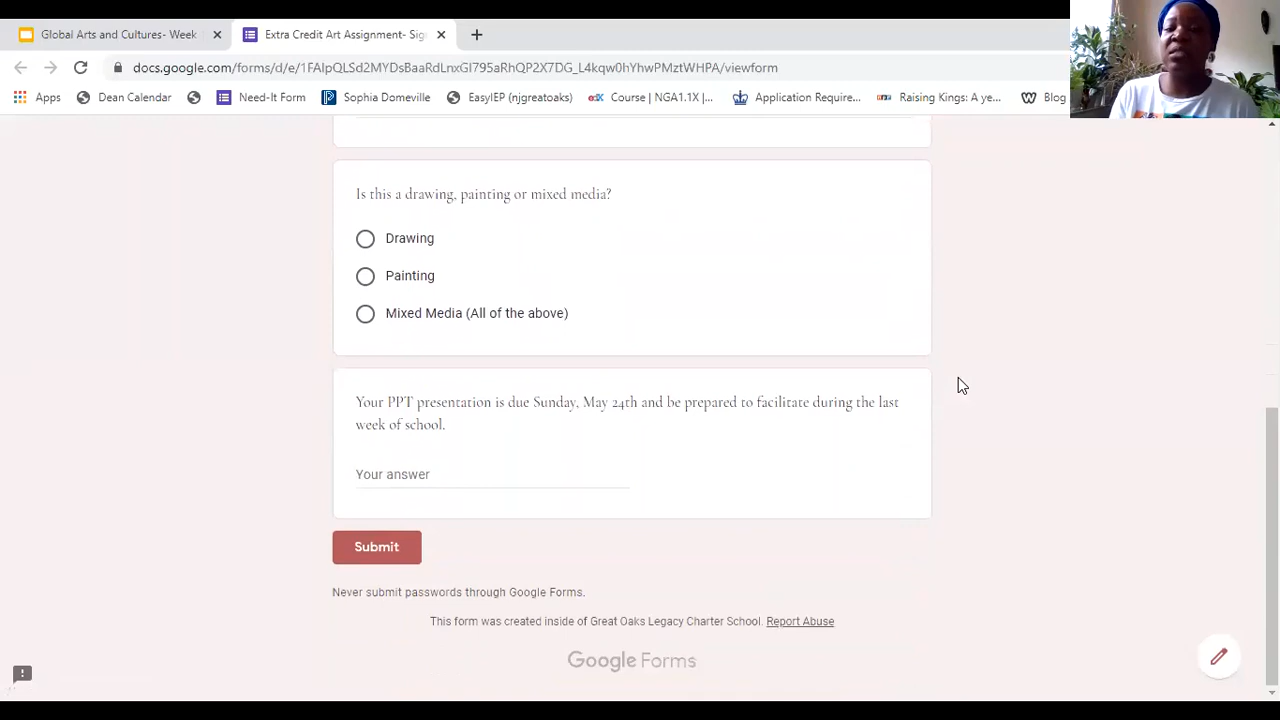 Global Arts and Cultures- Week
Extra Credit Art Assignment- Sig
docs.google.com/forms/d/e/1FAIpQLSd2MYDsBaaRdLnxGI795aRhQP2X7DG_L4kqw0hYhwPMztWHPA/viewform
Apps Dean Calendar Need-It Form Sophia Domeville EasyIEP (njgreatoaks) Course | NGA1.1X |... Application Require... Raising Kings: A ye... Blog
Is this a drawing, painting or mixed media?
Drawing
Painting
Mixed Media (All of the above)
Your PPT presentation is due Sunday, May 24th and be prepared to facilitate during the last
week of school.
Your answer
Submit
Never submit passwords through Google Forms.
This form was created inside of Great Oaks Legacy Charter School. Report Abuse
Google Forms